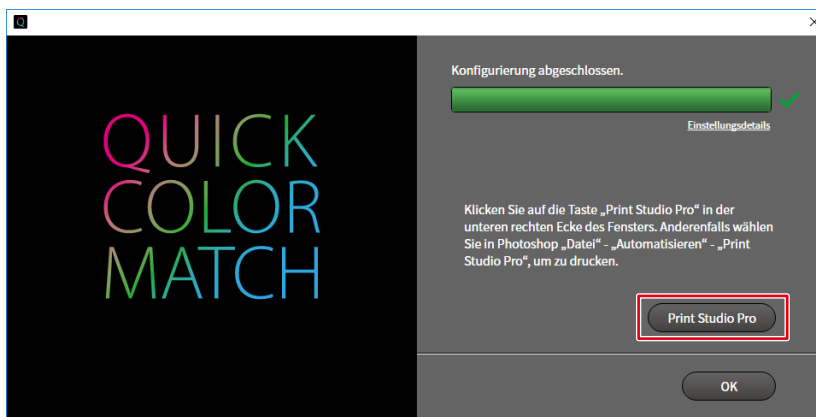 Q
QUICK
COLOR
MATCH
Konfigurierung abgeschlossen.
Einstellungsdetails
Klicken Sie auf die Taste „Print Studio Pro“ in der
unteren rechten Ecke des Fensters. Anderenfalls wählen
Sie in Photoshop „Datei“ - „Automatisieren“ - „Print
Studio Pro“, um zu drucken.
Print Studio Pro
OK